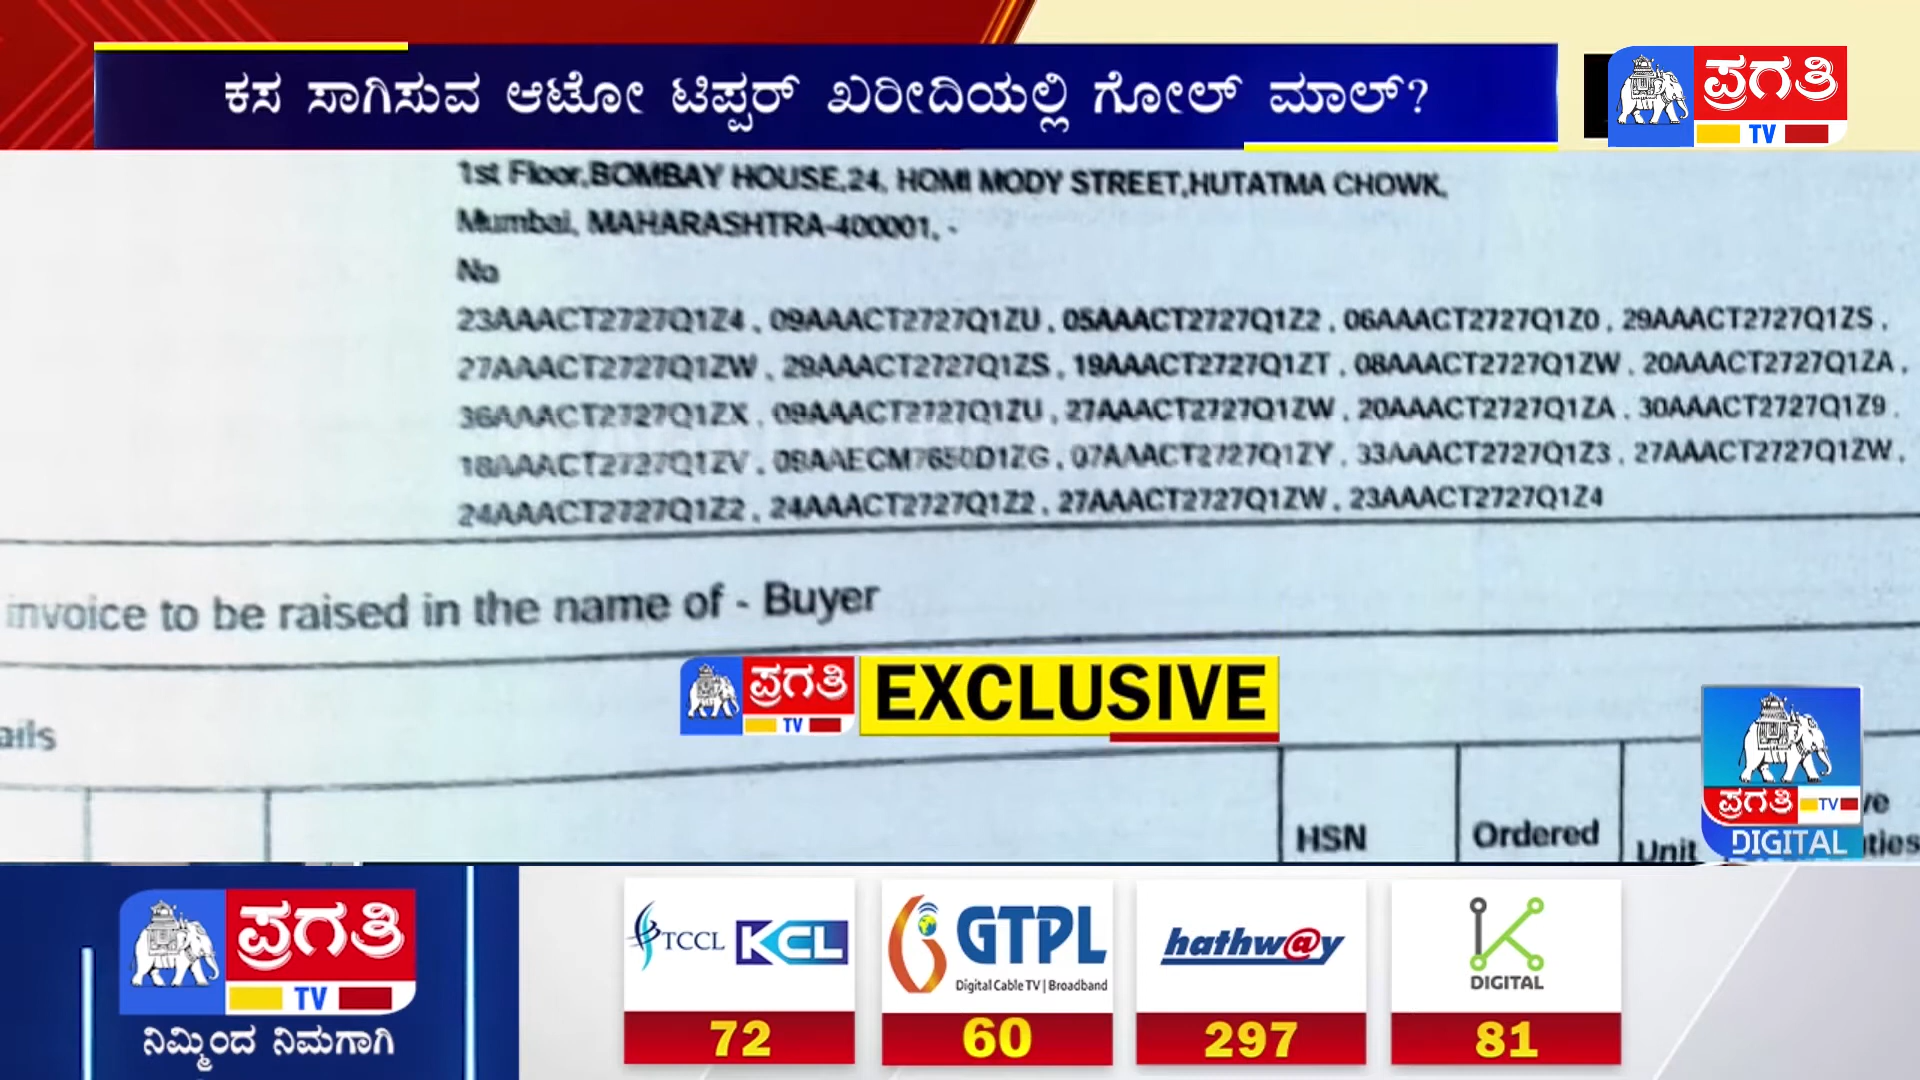 ಕಸ ಸಾಗಿಸುವ ಆಟೋ ಟಿಪ್ಪರ್ ಖರೀದಿಯಲ್ಲಿ ಗೋಲ್ ಮಾಲ್?
ಪ್ರಗತಿ
TV
1st Floor,BOMBAY HOUSE,24, HOMI MODY STREET,HUTATMA CHOWK,
Mumbai, MAHARASHTRA-400001, -
No
23AAACT2727Q1Z4 , 09AAACT2727Q1ZU , 05AAACT2727Q1Z2 , 06AAACT2727Q1Z0 , 29AAACT2727Q1ZS ,
27AAACT2727Q1ZW , 29AAACT2727Q1ZS , 19AAACT2727Q1ZT , 08AAACT2727Q1ZW , 20AAACT2727Q1ZA ,
36AAACT2727Q1ZX , 09AAACT2727Q1ZU , 27AAACT2727Q1ZW , 20AAACT2727Q1ZA , 30AAACT2727Q1Z9 ,
18AAACT2727Q1ZV , 07AAACT2727Q1ZY , 33AAACT2727Q1Z3 , 27AAACT2727Q1ZW ,
24AAACT2727Q1Z2 , 24AAACT2727Q1Z2 , 27AAACT2727Q1ZW , 23AAACT2727Q1Z4
invoice to be raised in the name of - Buyer
ಪ್ರಗತಿ
TV
EXCLUSIVE
ails
HSN
Ordered
Unit
ve
ties
ಪ್ರಗತಿ
TV
DIGITAL
ಪ್ರಗತಿ
TV
ನಿಮ್ಮಿಂದ ನಿಮಗಾಗಿ
TCCL KCL
72
GTPL
Digital Cable TV | Broadband
60
hathw@y
297
K
DIGITAL
81